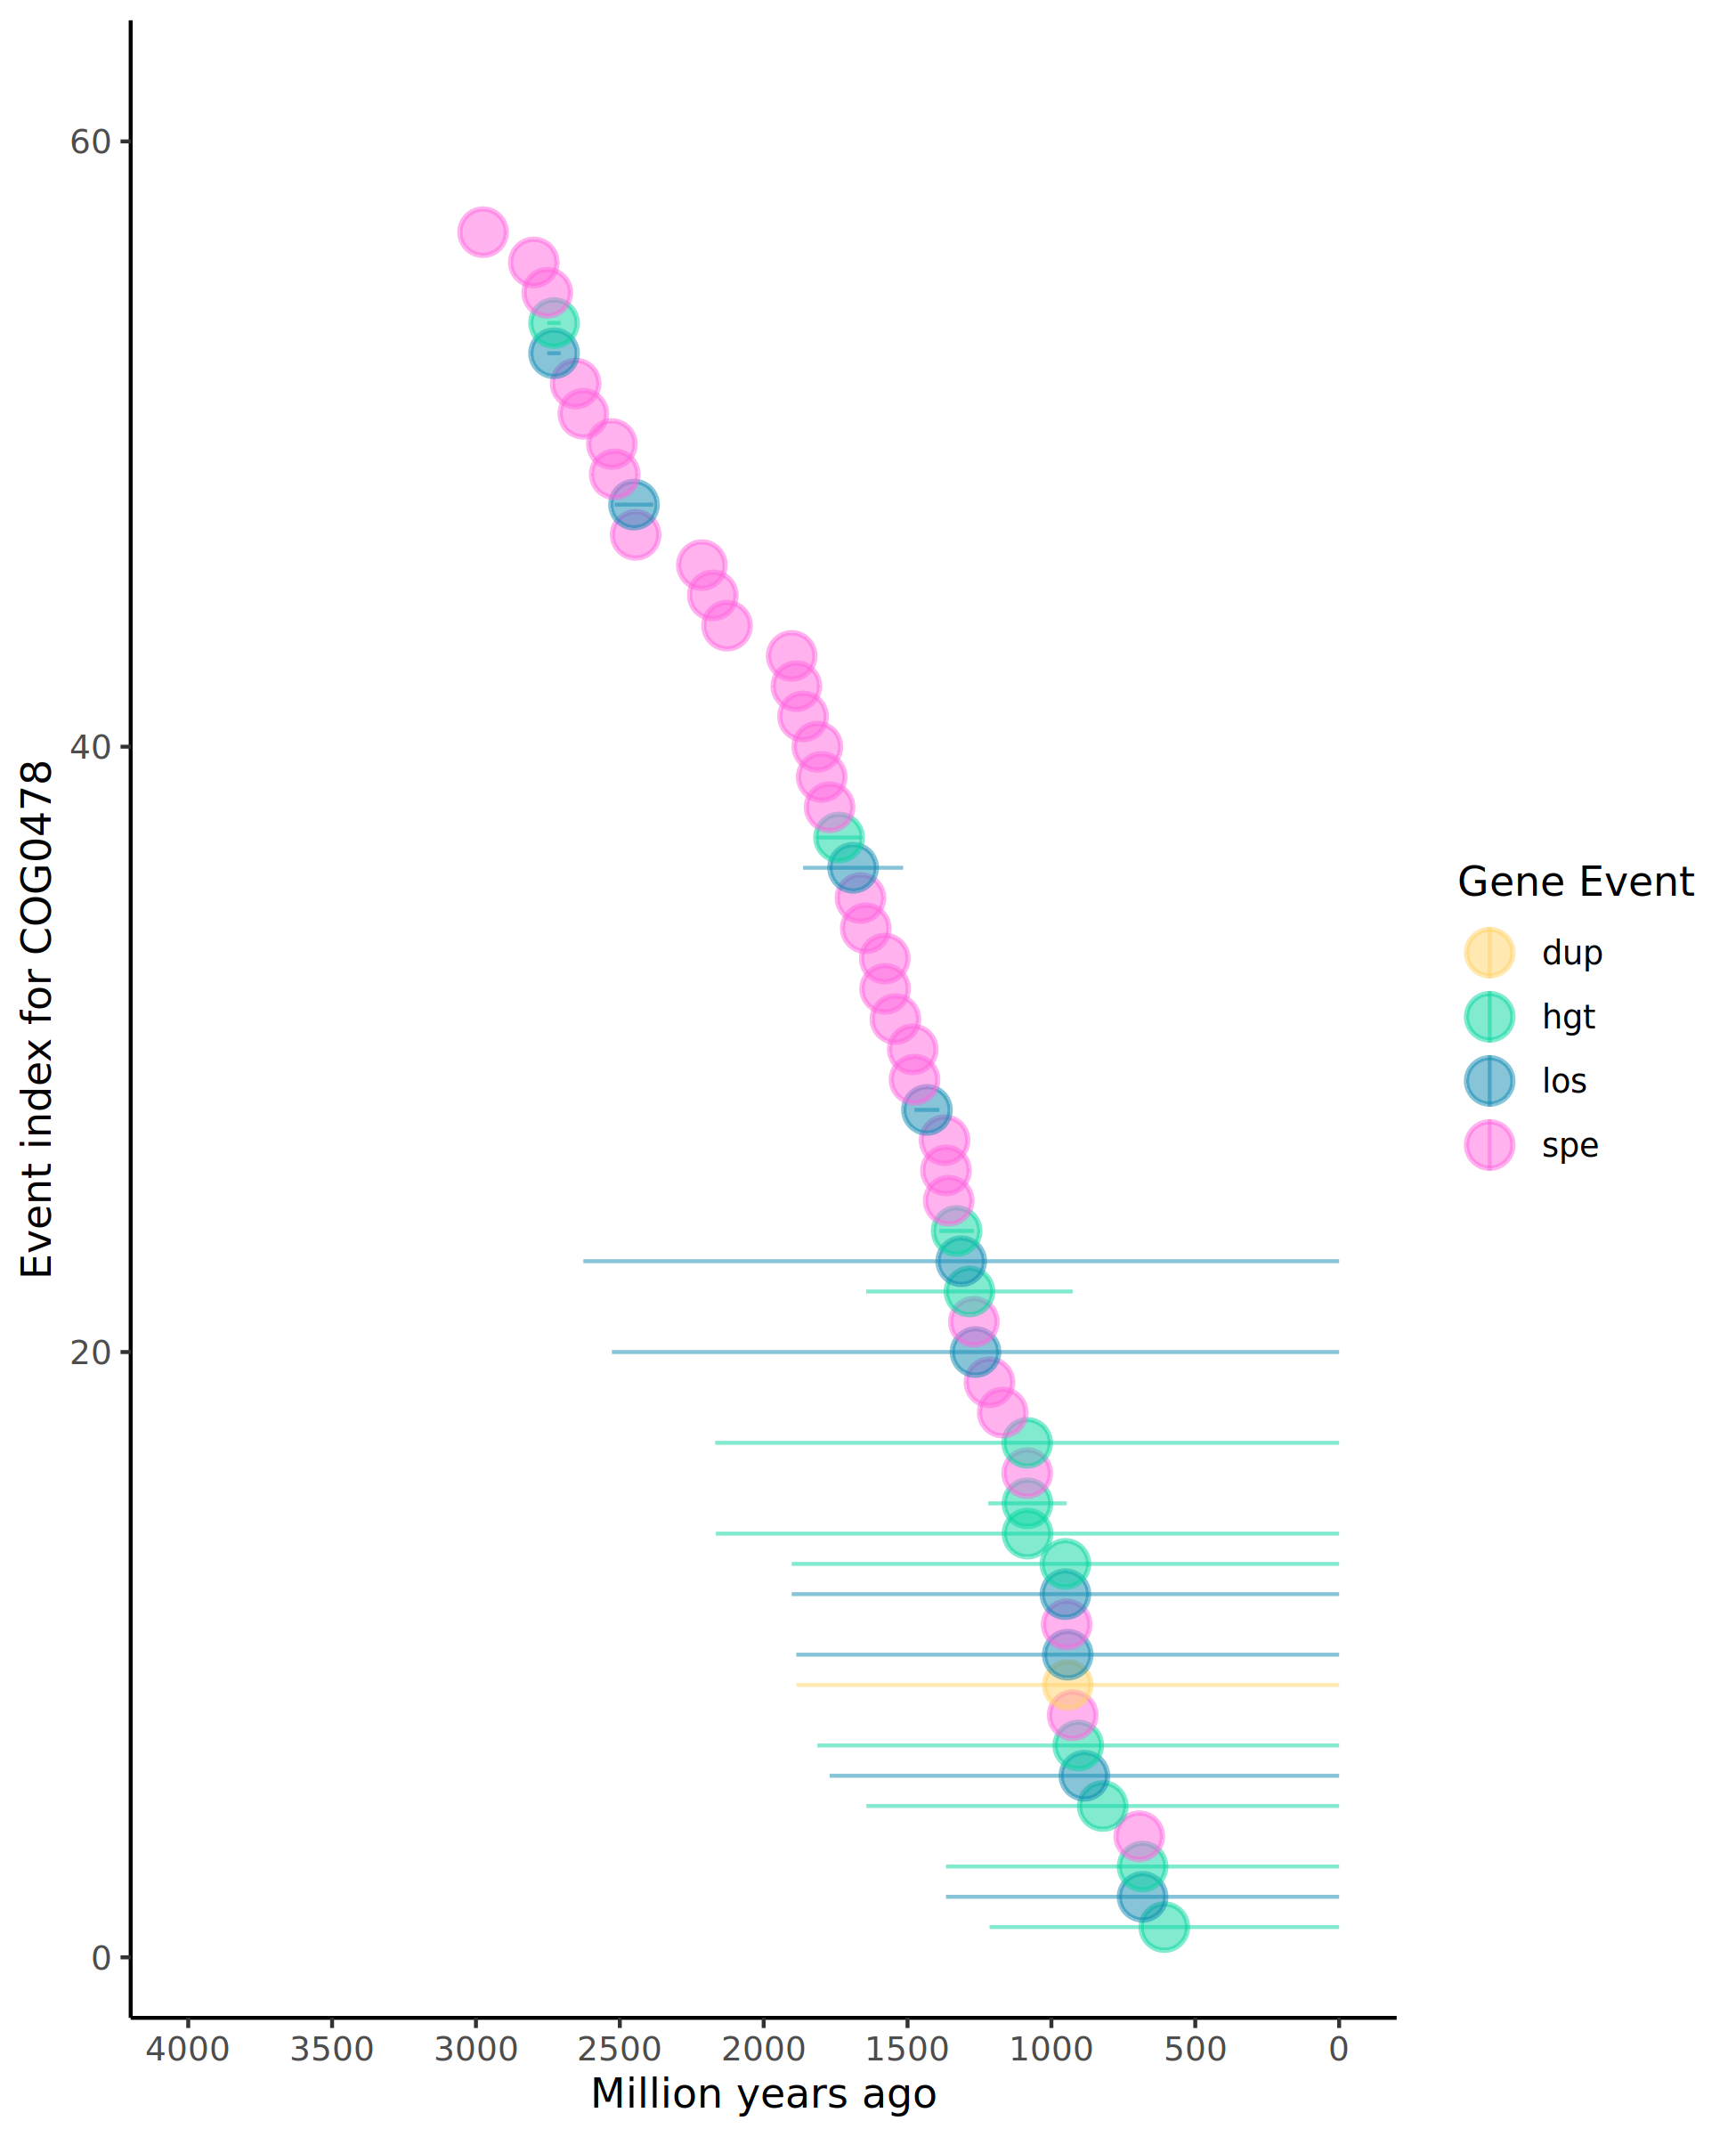 60
40
20
0
Event index for COG0478
4000 3500 3000 2500 2000 1500 1000 500 0
Million years ago
Gene Event
dup
hgt
los
spe